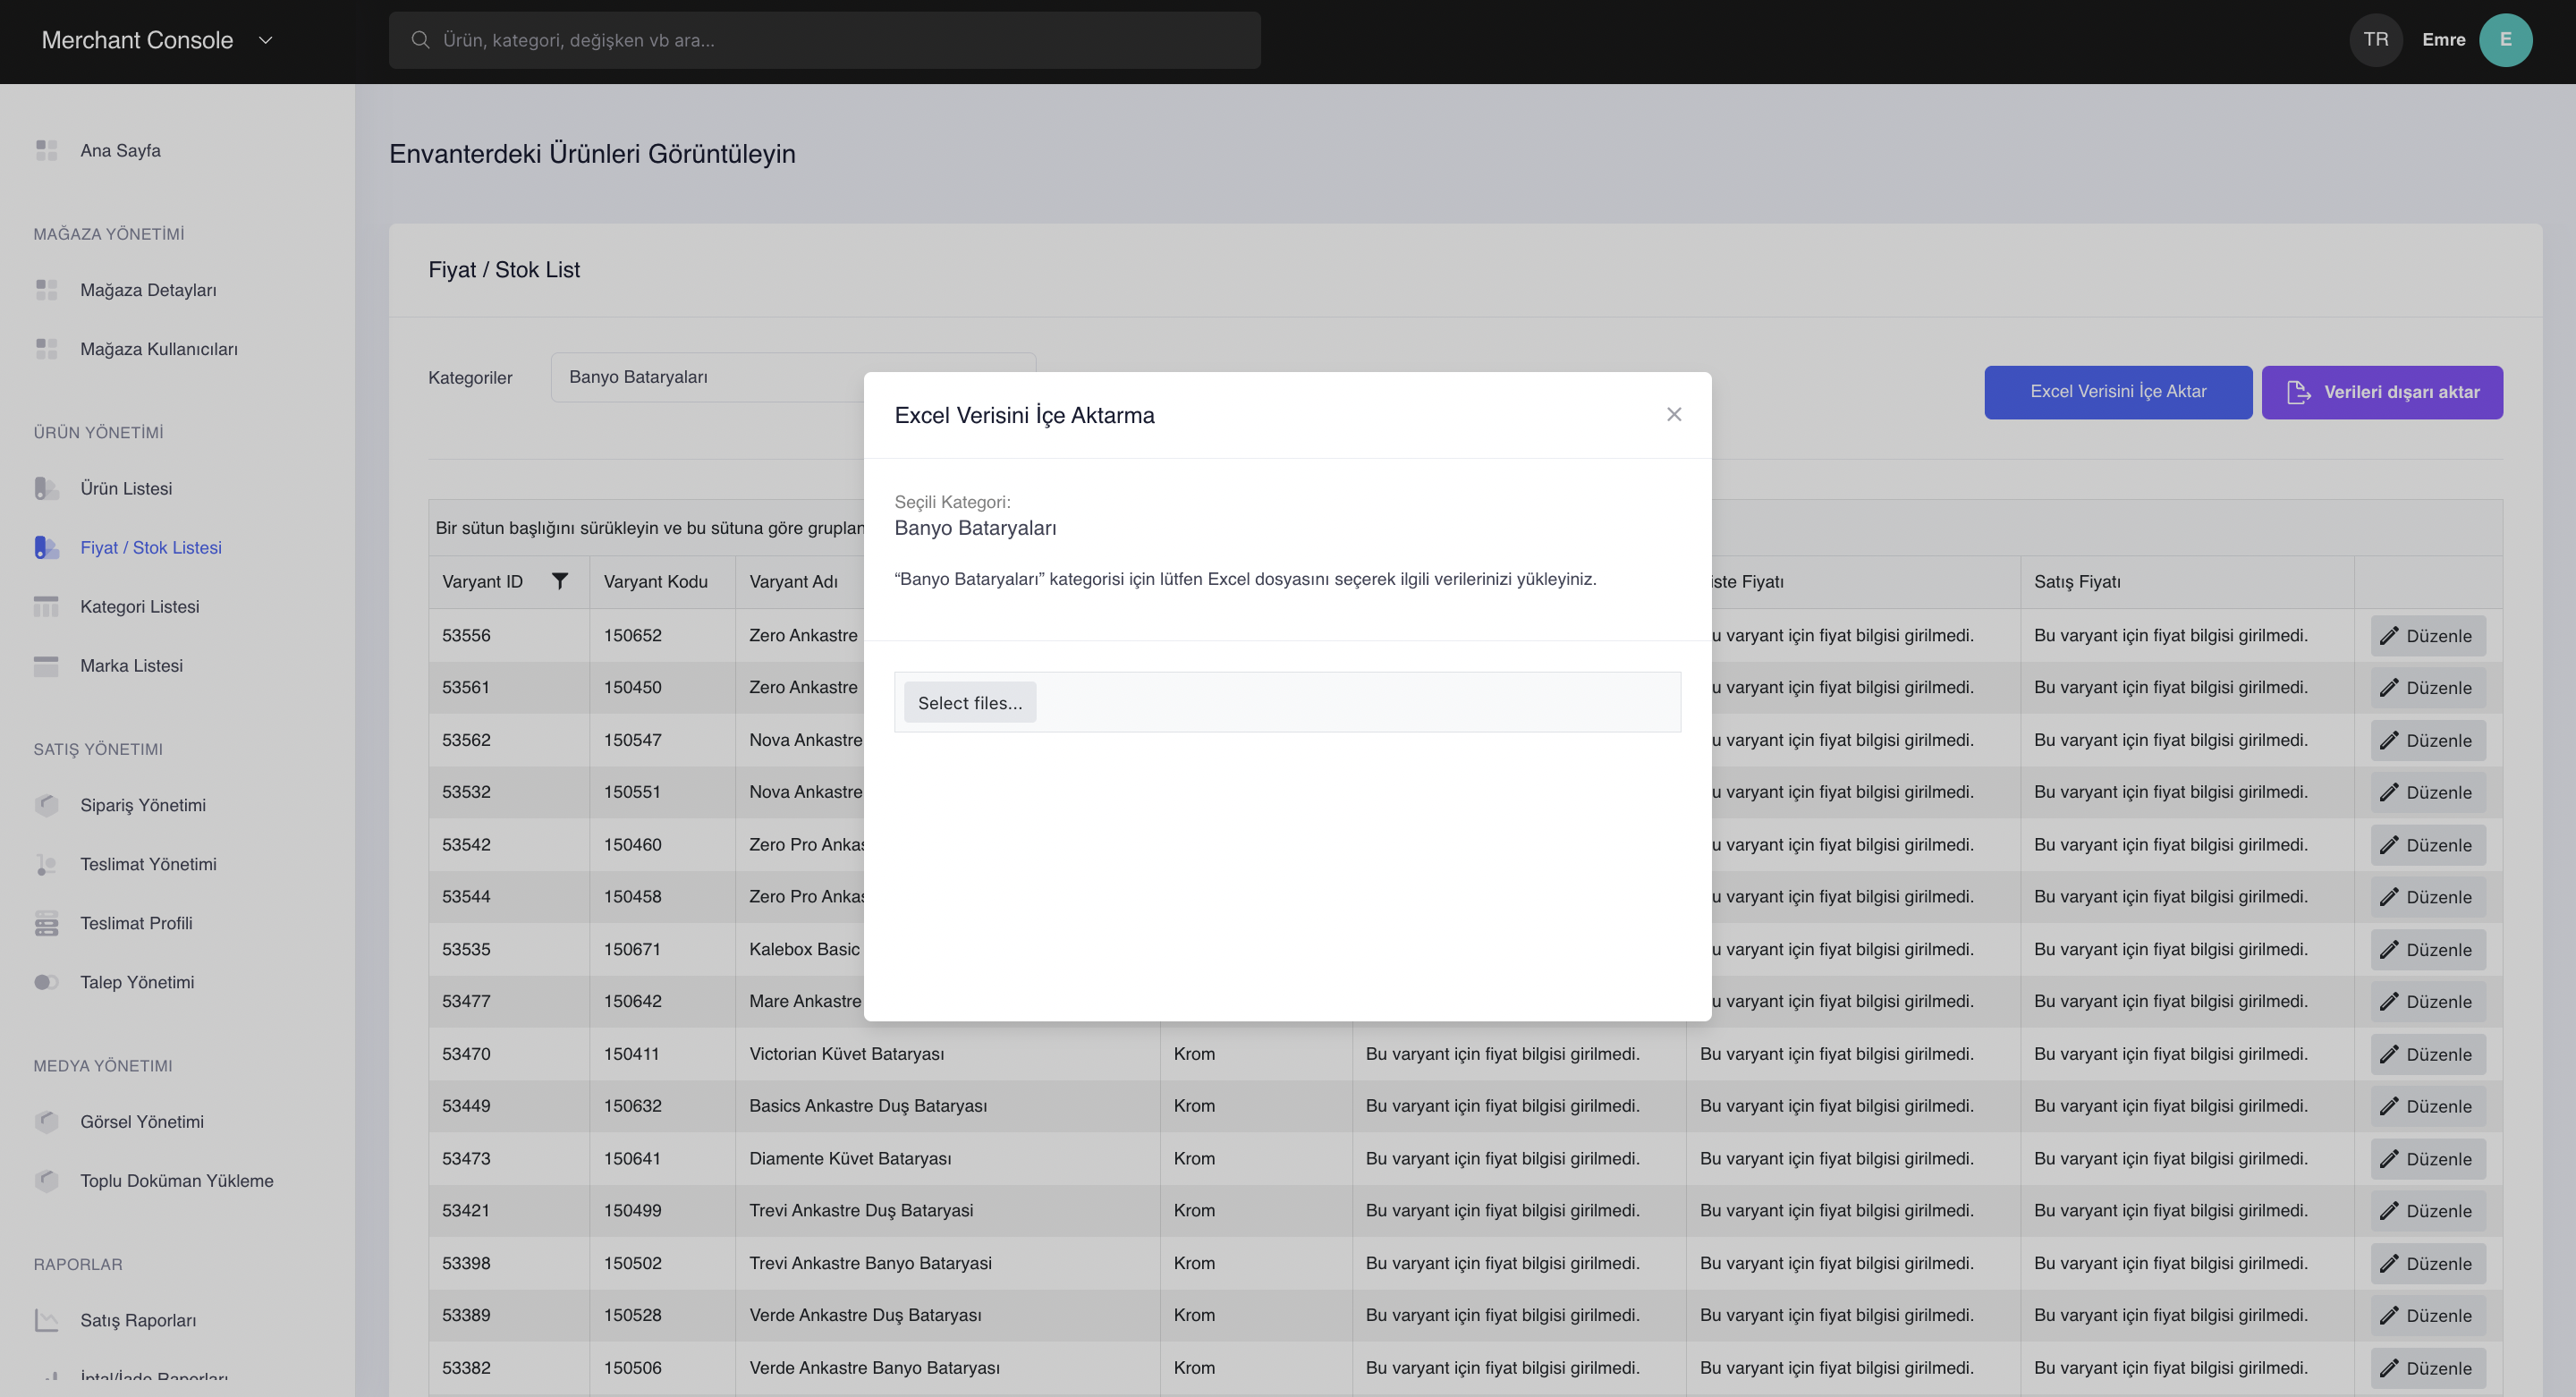 Merchant Console
Ürün, kategori, değişken vb ara...
TR
Emre
E
Ana Sayfa
MAĞAZA YÖNETİMİ
Mağaza Detayları
Mağaza Kullanıcıları
ÜRÜN YÖNETİMİ
Ürün Listesi
Fiyat / Stok Listesi
Kategori Listesi
Marka Listesi
SATIŞ YÖNETIMI
Sipariş Yönetimi
Teslimat Yönetimi
Teslimat Profili
Talep Yönetimi
MEDYA YÖNETIMI
Görsel Yönetimi
Toplu Doküman Yükleme
RAPORLAR
Satış Raporları
İptal/İade Raporları
Envanterdeki Ürünleri Görüntüleyin
Fiyat / Stok List
Kategoriler
Banyo Bataryaları
Excel Verisini İçe Aktar
Verileri dışarı aktar
Excel Verisini İçe Aktarma
Seçili Kategori:
Banyo Bataryaları
“Banyo Bataryaları” kategorisi için lütfen Excel dosyasını seçerek ilgili verilerinizi yükleyiniz.
Select files...
Bir sütun başlığını sürükleyin ve bu sütuna göre gruplan
Varyant ID Varyant Kodu Varyant Adı iste Fiyatı Satış Fiyatı
53556 150652 Zero Ankastre u varyant için fiyat bilgisi girilmedi. Bu varyant için fiyat bilgisi girilmedi. Düzenle
53561 150450 Zero Ankastre u varyant için fiyat bilgisi girilmedi. Bu varyant için fiyat bilgisi girilmedi. Düzenle
53562 150547 Nova Ankastre u varyant için fiyat bilgisi girilmedi. Bu varyant için fiyat bilgisi girilmedi. Düzenle
53532 150551 Nova Ankastre u varyant için fiyat bilgisi girilmedi. Bu varyant için fiyat bilgisi girilmedi. Düzenle
53542 150460 Zero Pro Ankas u varyant için fiyat bilgisi girilmedi. Bu varyant için fiyat bilgisi girilmedi. Düzenle
53544 150458 Zero Pro Ankas u varyant için fiyat bilgisi girilmedi. Bu varyant için fiyat bilgisi girilmedi. Düzenle
53535 150671 Kalebox Basic u varyant için fiyat bilgisi girilmedi. Bu varyant için fiyat bilgisi girilmedi. Düzenle
53477 150642 Mare Ankastre u varyant için fiyat bilgisi girilmedi. Bu varyant için fiyat bilgisi girilmedi. Düzenle
53470 150411 Victorian Küvet Bataryası Krom Bu varyant için fiyat bilgisi girilmedi. Bu varyant için fiyat bilgisi girilmedi. Bu varyant için fiyat bilgisi girilmedi. Düzenle
53449 150632 Basics Ankastre Duş Bataryası Krom Bu varyant için fiyat bilgisi girilmedi. Bu varyant için fiyat bilgisi girilmedi. Bu varyant için fiyat bilgisi girilmedi. Düzenle
53473 150641 Diamente Küvet Bataryası Krom Bu varyant için fiyat bilgisi girilmedi. Bu varyant için fiyat bilgisi girilmedi. Bu varyant için fiyat bilgisi girilmedi. Düzenle
53421 150499 Trevi Ankastre Duş Bataryasi Krom Bu varyant için fiyat bilgisi girilmedi. Bu varyant için fiyat bilgisi girilmedi. Bu varyant için fiyat bilgisi girilmedi. Düzenle
53398 150502 Trevi Ankastre Banyo Bataryasi Krom Bu varyant için fiyat bilgisi girilmedi. Bu varyant için fiyat bilgisi girilmedi. Bu varyant için fiyat bilgisi girilmedi. Düzenle
53389 150528 Verde Ankastre Duş Bataryası Krom Bu varyant için fiyat bilgisi girilmedi. Bu varyant için fiyat bilgisi girilmedi. Bu varyant için fiyat bilgisi girilmedi. Düzenle
53382 150506 Verde Ankastre Banyo Bataryası Krom Bu varyant için fiyat bilgisi girilmedi. Bu varyant için fiyat bilgisi girilmedi. Bu varyant için fiyat bilgisi girilmedi. Düzenle